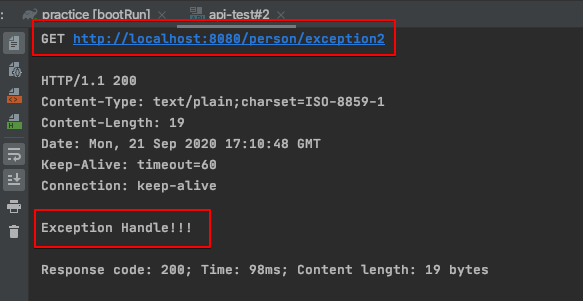 : practice [bootRun] × api-test#2 ×
GET http://localhost:8080/person/exception2
HTTP/1.1 200
Content-Type: text/plain;charset=ISO-8859-1
Content-Length: 19
Date: Mon, 21 Sep 2020 17:10:48 GMT
Keep-Alive: timeout=60
Connection: keep-alive
Exception Handle!!!
Response code: 200; Time: 98ms; Content length: 19 bytes